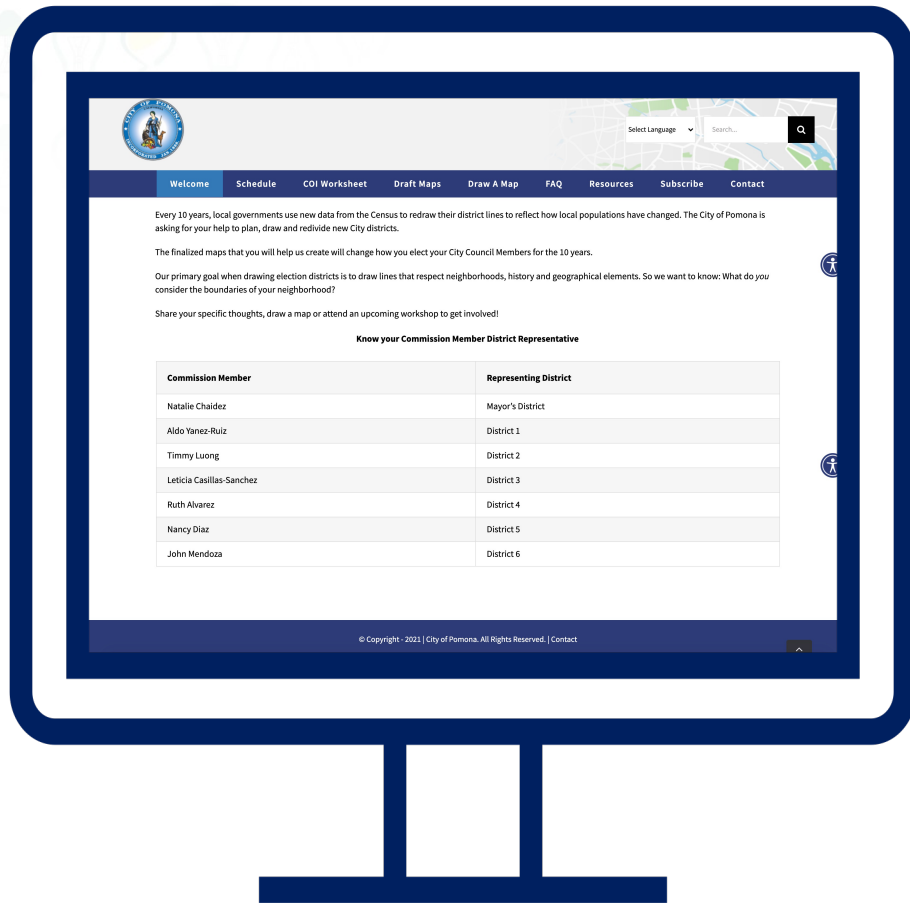 CITY OF POMONA
INCORPORATED JAN. 1888
Select Language
Search...
Welcome Schedule COI Worksheet Draft Maps Draw A Map FAQ Resources Subscribe Contact
Every 10 years, local governments use new data from the Census to redraw their district lines to reflect how local populations have changed. The City of Pomona is
asking for your help to plan, draw and redivide new City districts.
The finalized maps that you will help us create will change how you elect your City Council Members for the 10 years.
Our primary goal when drawing election districts is to draw lines that respect neighborhoods, history and geographical elements. So we want to know: What do you
consider the boundaries of your neighborhood?
Share your specific thoughts, draw a map or attend an upcoming workshop to get involved!
Know your Commission Member District Representative
Commission Member Representing District
Natalie Chaidez Mayor's District
Aldo Yanez-Ruiz District 1
Timmy Luong District 2
Leticia Casillas-Sanchez District 3
Ruth Alvarez District 4
Nancy Diaz District 5
John Mendoza District 6
© Copyright - 2021 | City of Pomona. All Rights Reserved. | Contact